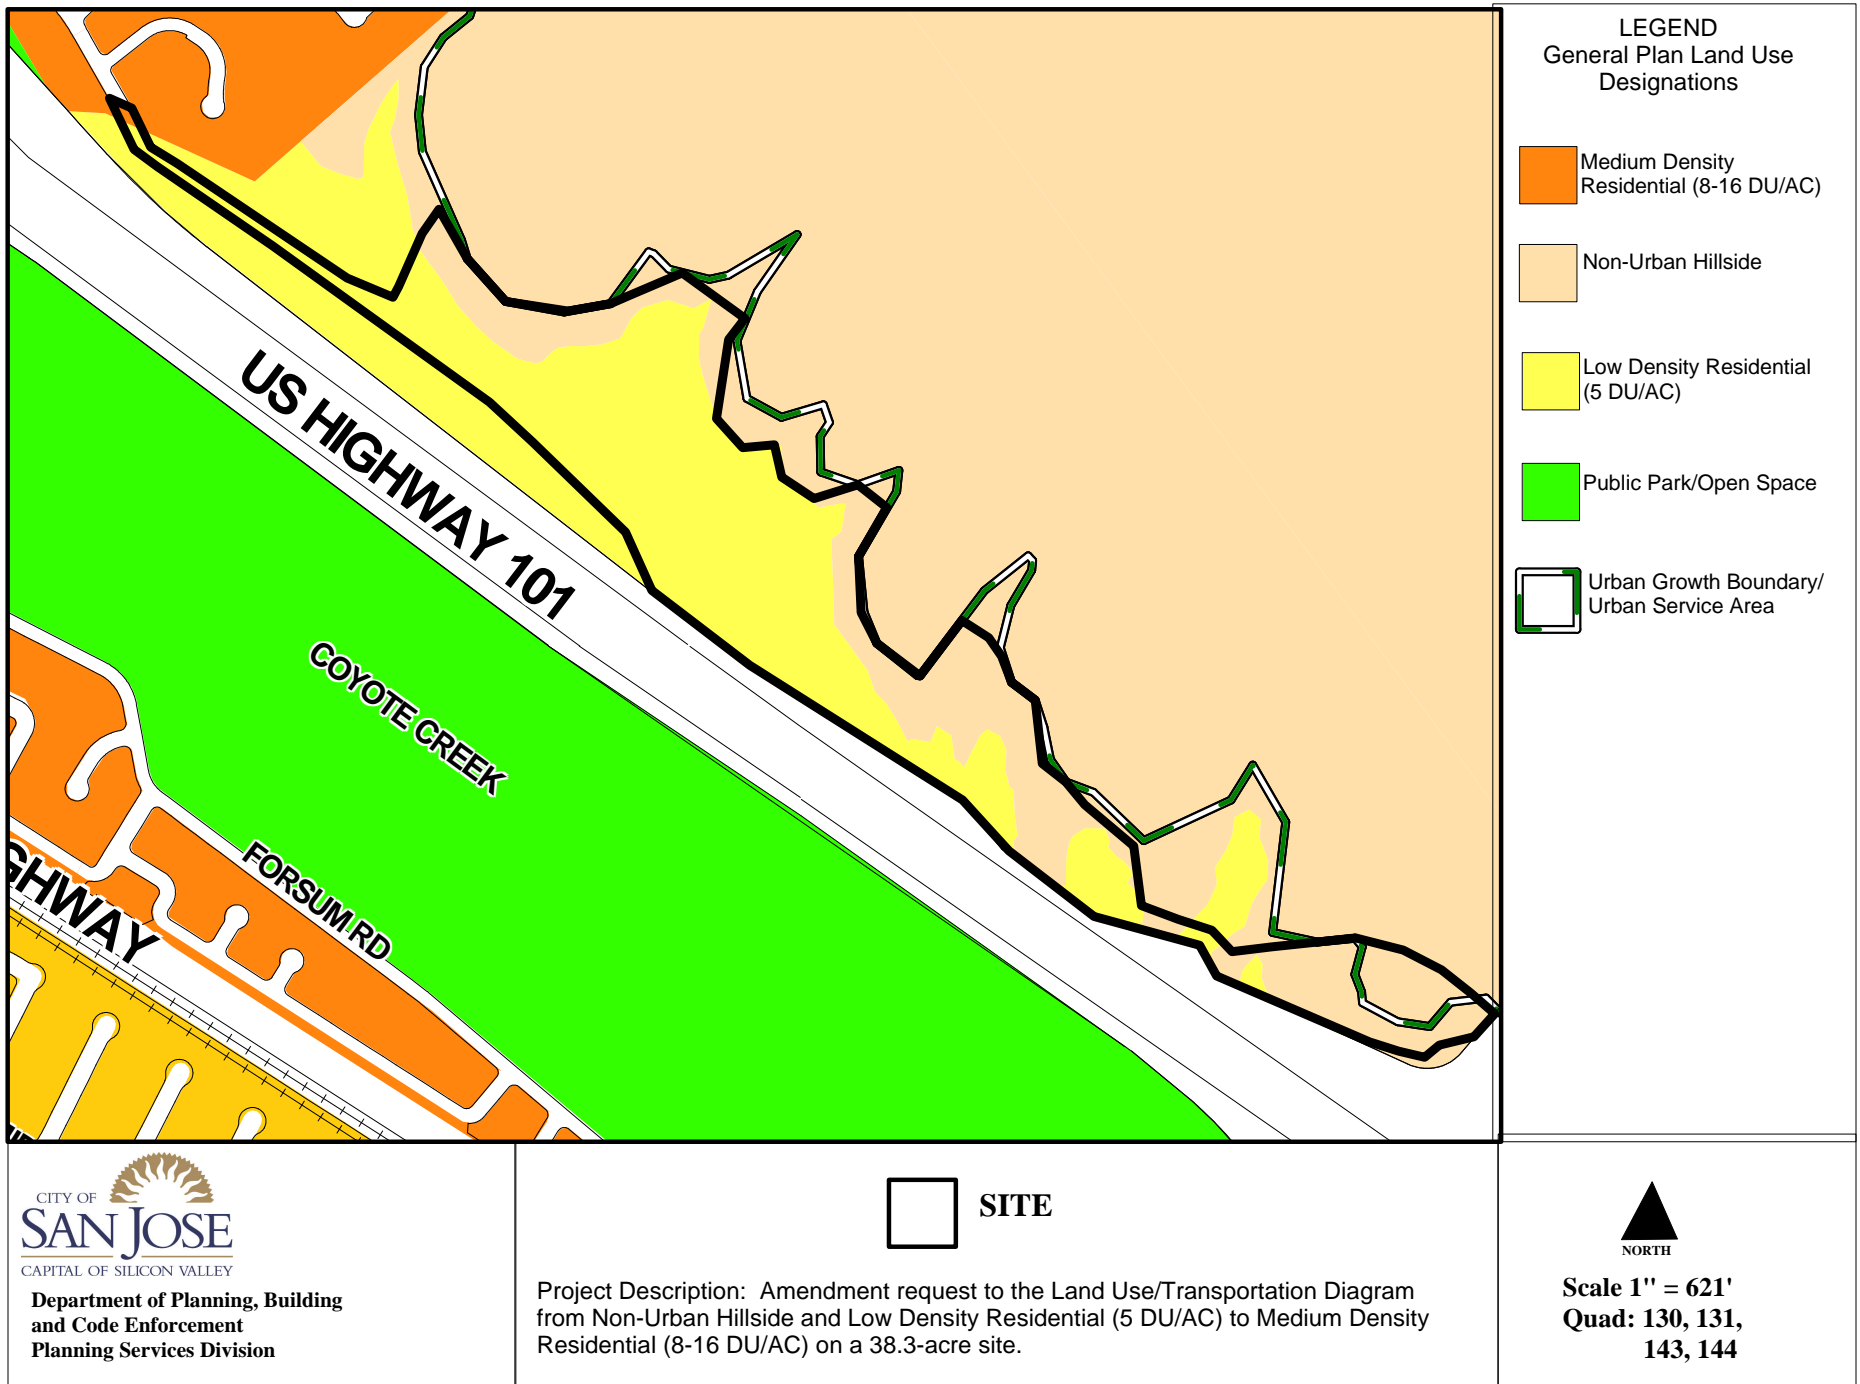 LEGEND
General Plan Land Use
Designations
Medium Density
Residential (8-16 DU/AC)
Non-Urban Hillside
Low Density Residential
(5 DU/AC)
Public Park/Open Space
Urban Growth Boundary/
Urban Service Area
US HIGHWAY 101
COYOTE CREEK
FORSUM RD
GHWAY
CITY OF
SAN JOSE
CAPITAL OF SILICON VALLEY
Department of Planning, Building
and Code Enforcement
Planning Services Division
SITE
Project Description: Amendment request to the Land Use/Transportation Diagram
from Non-Urban Hillside and Low Density Residential (5 DU/AC) to Medium Density
Residential (8-16 DU/AC) on a 38.3-acre site.
NORTH
Scale 1" = 621'
Quad: 130, 131,
143, 144